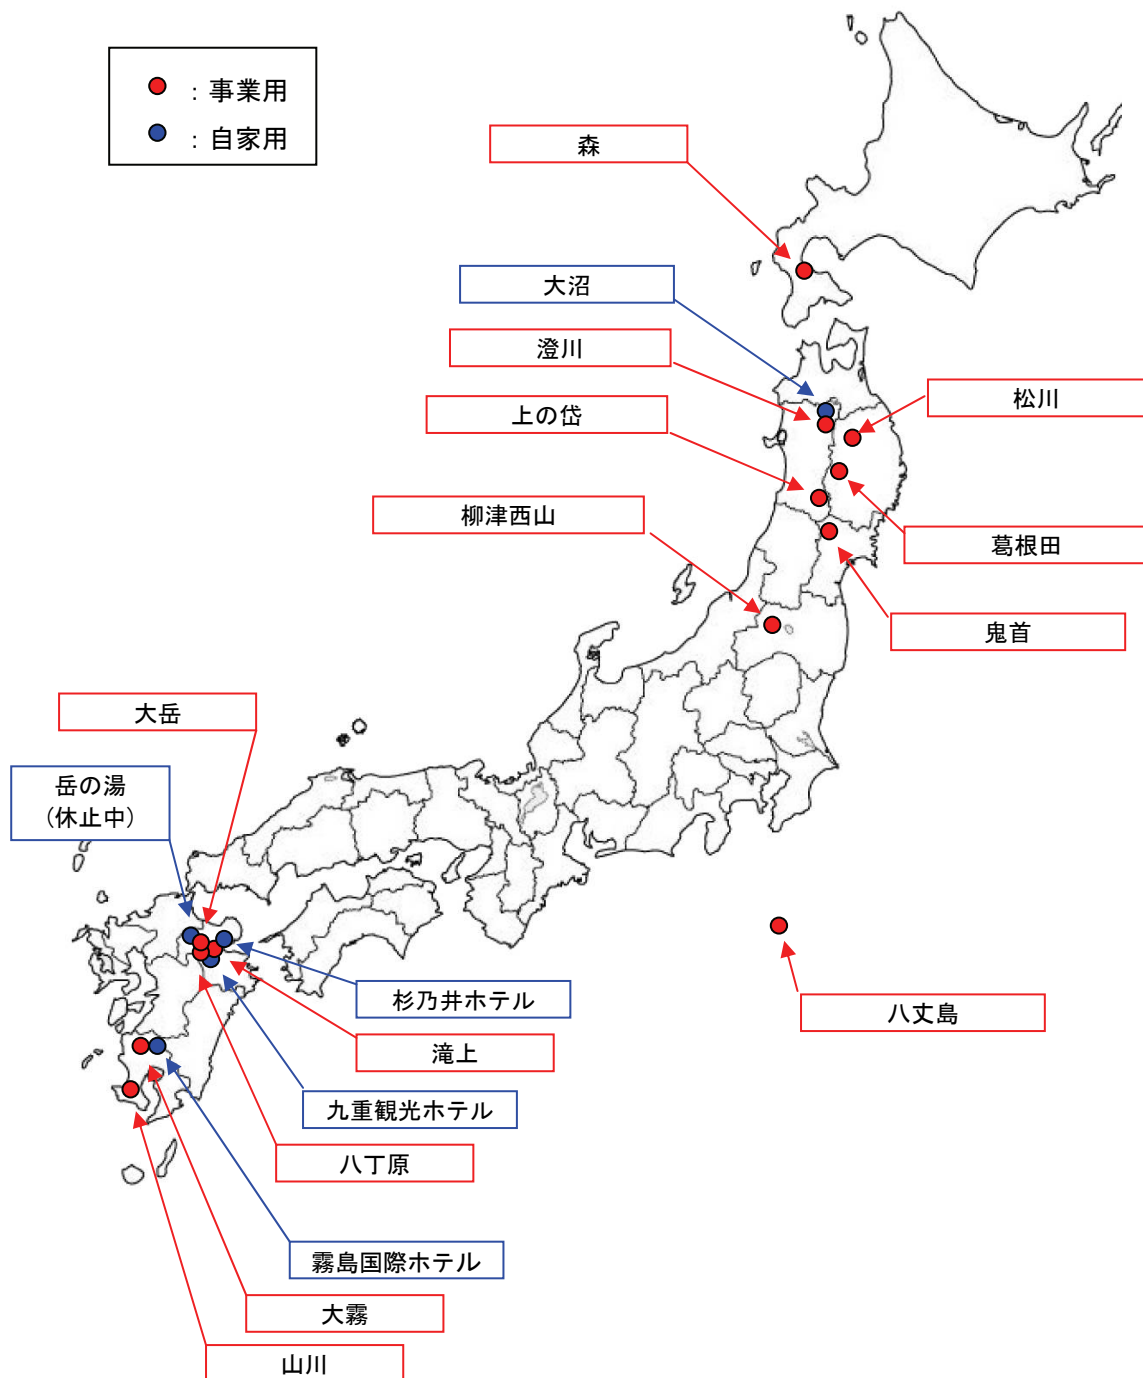 ：事業用
：自家用
森
大沼
澄川
上の岱
松川
柳津西山
葛根田
鬼首
大岳
岳の湯
（休止中）
杉乃井ホテル
八丈島
滝上
九重観光ホテル
八丁原
霧島国際ホテル
大霧
山川